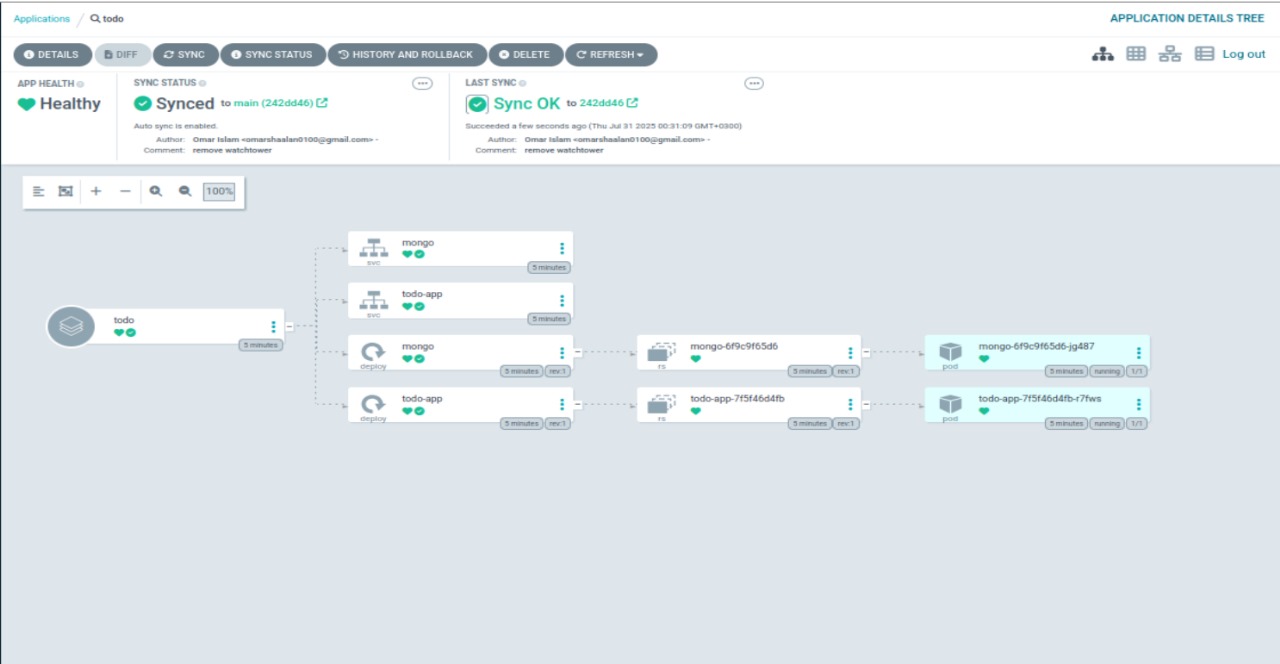 Applications / todo
APPLICATION DETAILS TREE
DETAILS DIFF SYNC SYNC STATUS HISTORY AND ROLLBACK DELETE REFRESH
Log out
APP HEALTH
Healthy
SYNC STATUS
Synced to main (242dd46)
Auto sync is enabled.
Author: Omar Islam <omarshaalan0100@gmail.com> -
Comment: remove watchtower
LAST SYNC
Sync OK to 242dd46
Succeeded a few seconds ago (Thu Jul 31 2025 00:31:09 GMT+0300)
Author: Omar Islam <omarshaalan0100@gmail.com> -
Comment: remove watchtower
100%
todo
5 minutes
mongo
svc
5 minutes
todo-app
svc
5 minutes
mongo
deploy
5 minutes rev:1
mongo-6f9c9f65d6
rs
5 minutes rev:1
mongo-6f9c9f65d6-jg487
pod
5 minutes running 1/1
todo-app
deploy
5 minutes rev:1
todo-app-7f5f46d4fb
rs
5 minutes rev:1
todo-app-7f5f46d4fb-r7fws
pod
5 minutes running 1/1